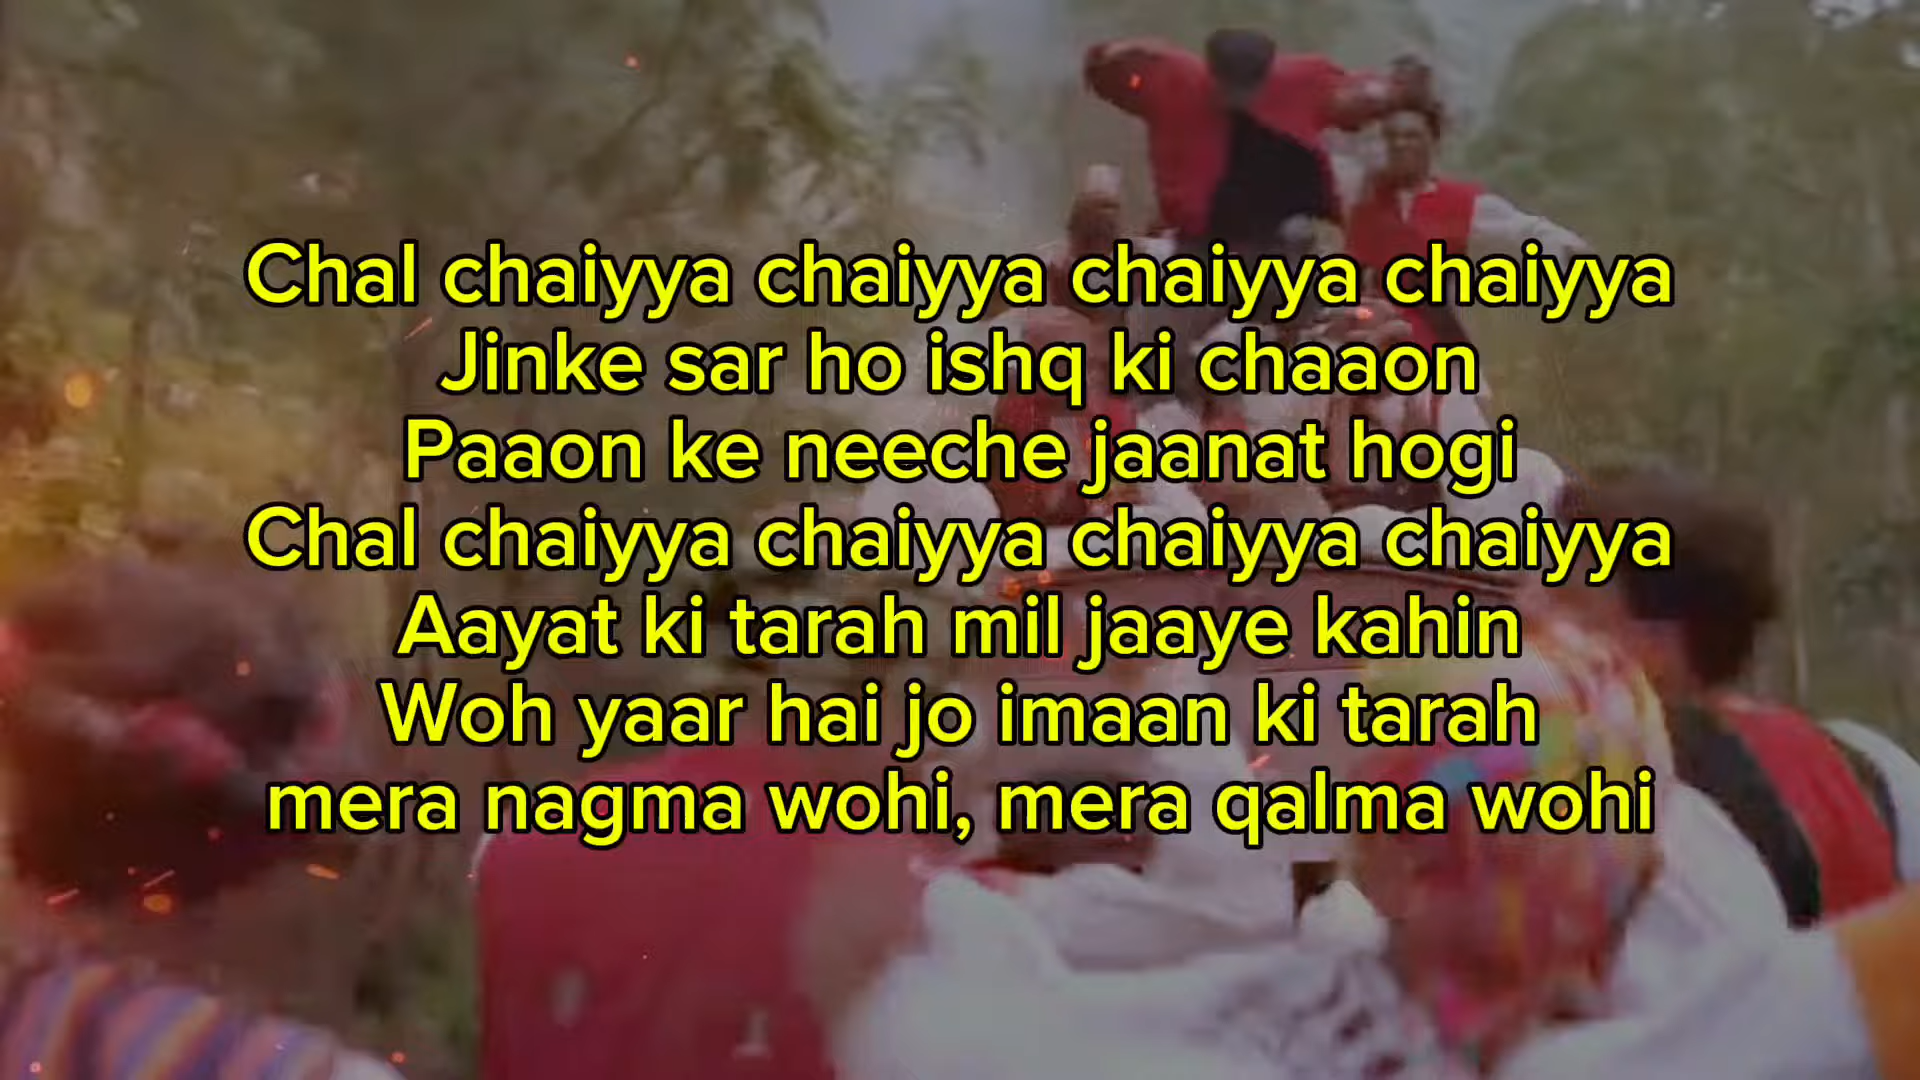 Chal chaiyya chaiyya chaiyya chaiyya
Jinke sar ho ishq ki chaaon
Paaon ke neeche jaanat hogi
Chal chaiyya chaiyya chaiyya chaiyya
Aayat ki tarah mil jaaye kahin
Woh yaar hai jo imaan ki tarah
mera nagma wohi, mera qalma wohi